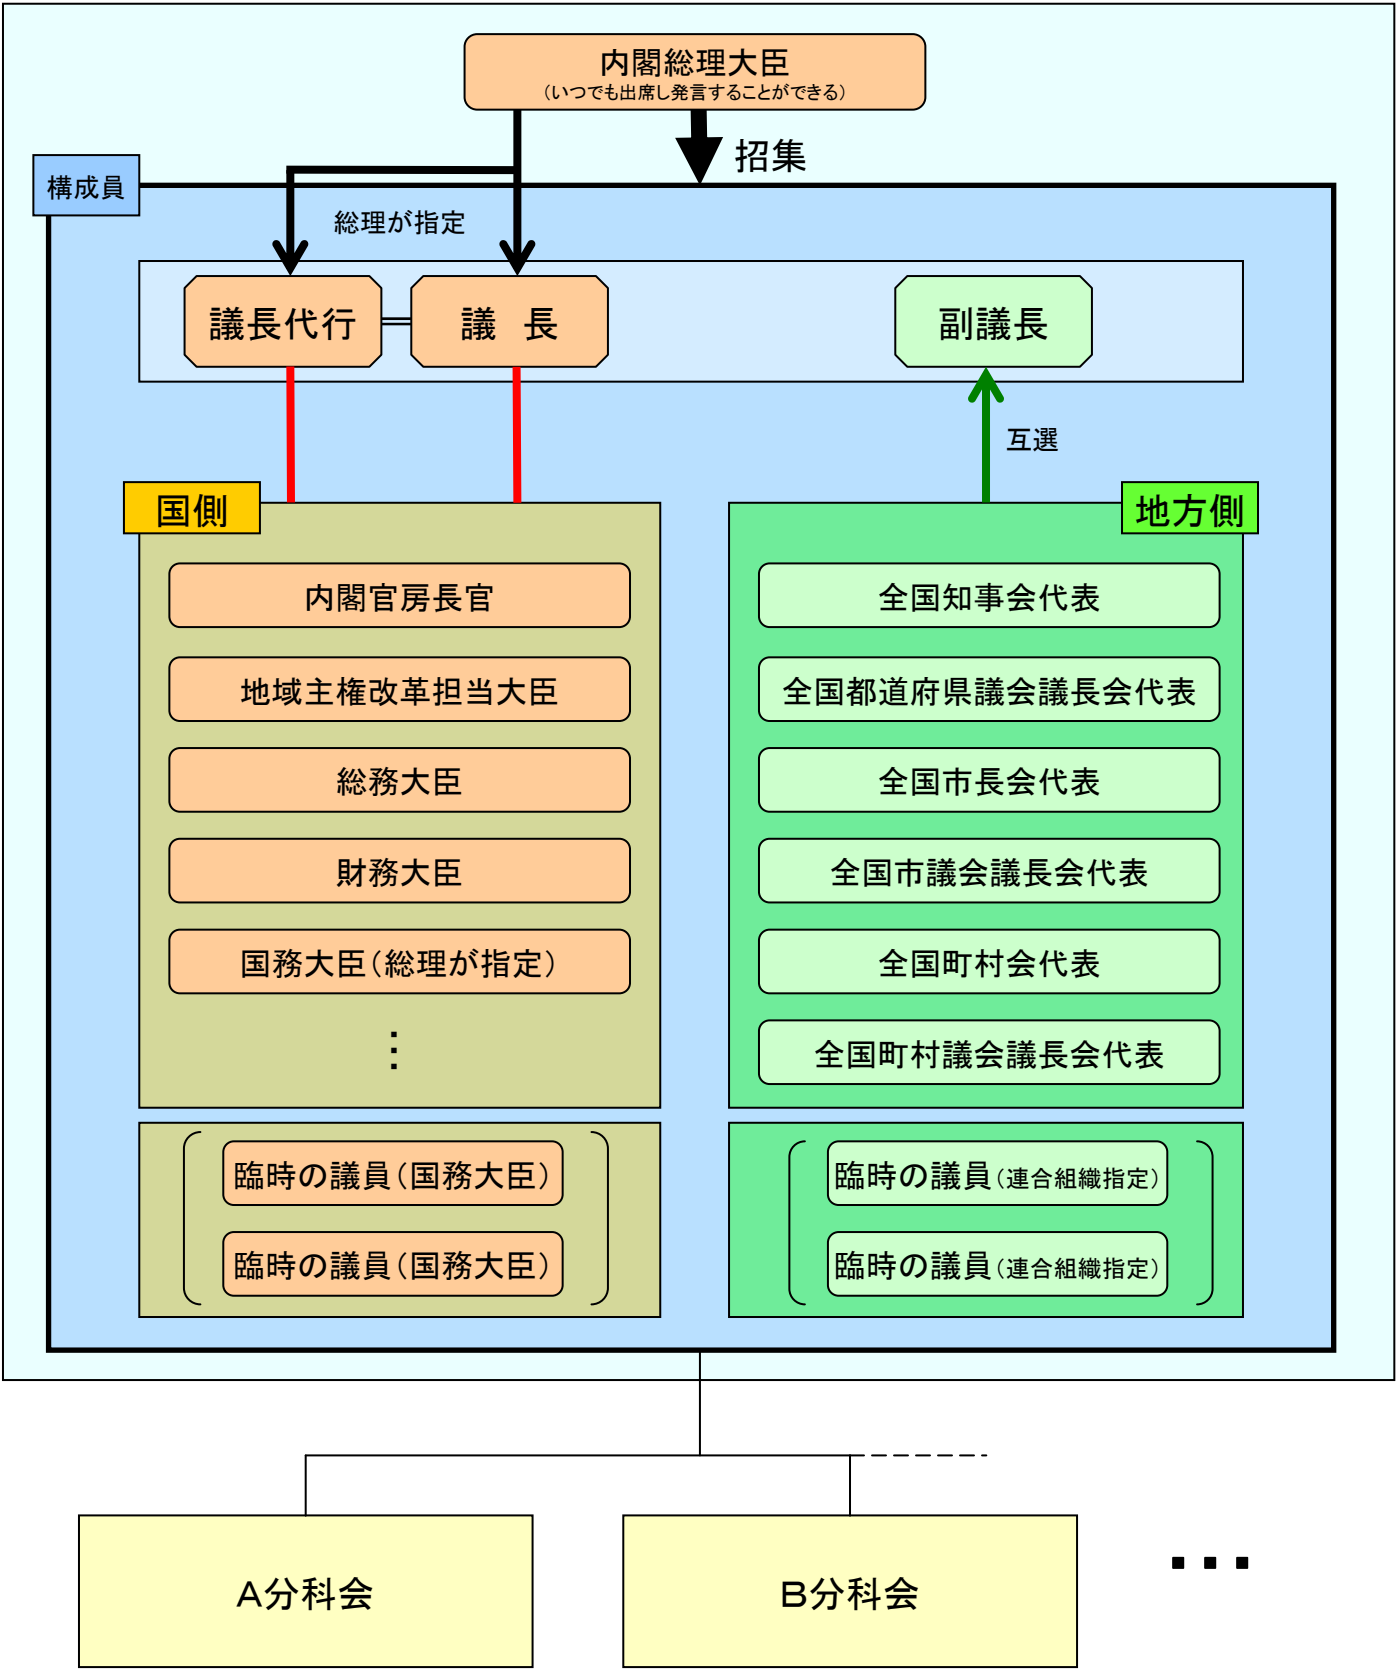 内閣総理大臣
（いつでも出席し発言することができる）
招集
構成員
総理が指定
議長代行
議　長
副議長
互選
国側
内閣官房長官
地域主権改革担当大臣
総務大臣
財務大臣
国務大臣（総理が指定）
…
地方側
全国知事会代表
全国都道府県議会議長会代表
全国市長会代表
全国市議会議長会代表
全国町村会代表
全国町村議会議長会代表
臨時の議員（国務大臣）
臨時の議員（国務大臣）
臨時の議員（連合組織指定）
臨時の議員（連合組織指定）
A分科会
B分科会
…